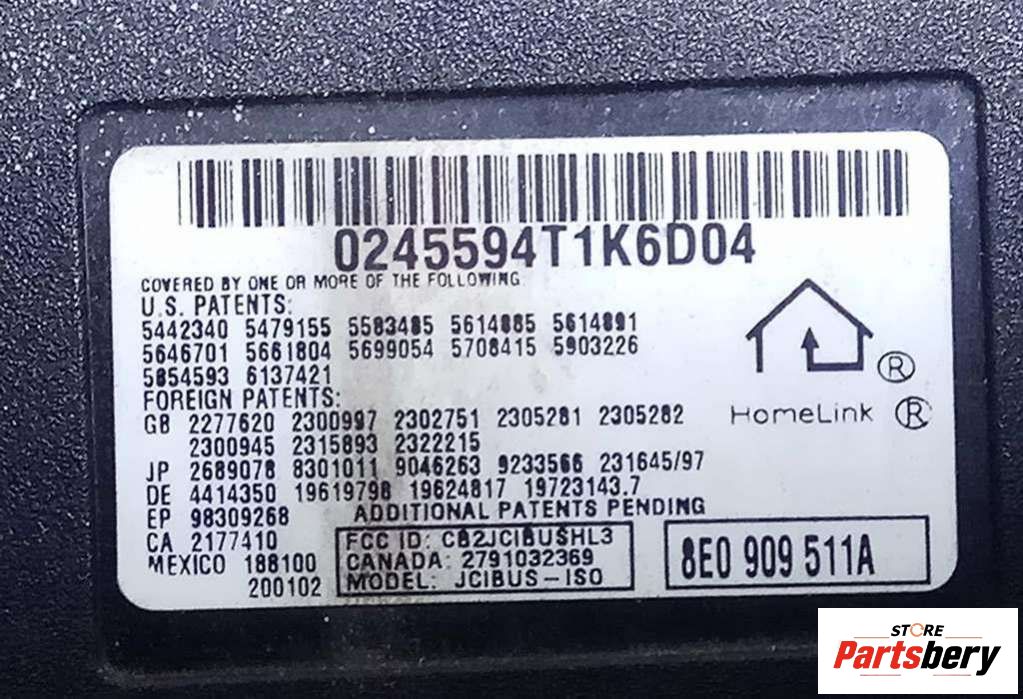 0245594T1K6D04
COVERED BY ONE OR MORE OF THE FOLLOWING:
U.S. PATENTS:
5442340 5479155 5583485 5614885 5614891
5646701 5661804 5699054 5708415 5903226
5854593 6137421
FOREIGN PATENTS:
GB 2277620 2300997 2302751 2305281 2305282
2300945 2315893 2322215
JP 2689078 8301011 9046263 9233566 231645/97
DE 4414350 19619798 19624817 19723143.7
EP 98309268 ADDITIONAL PATENTS PENDING
CA 2177410
MEXICO 188100
200102
FCC ID: CB2JCIBUSHL3
CANADA: 2791032369
MODEL: JCIBUS-ISO
®
HomeLink ®
8E0 909 511A
STORE
Partsbery